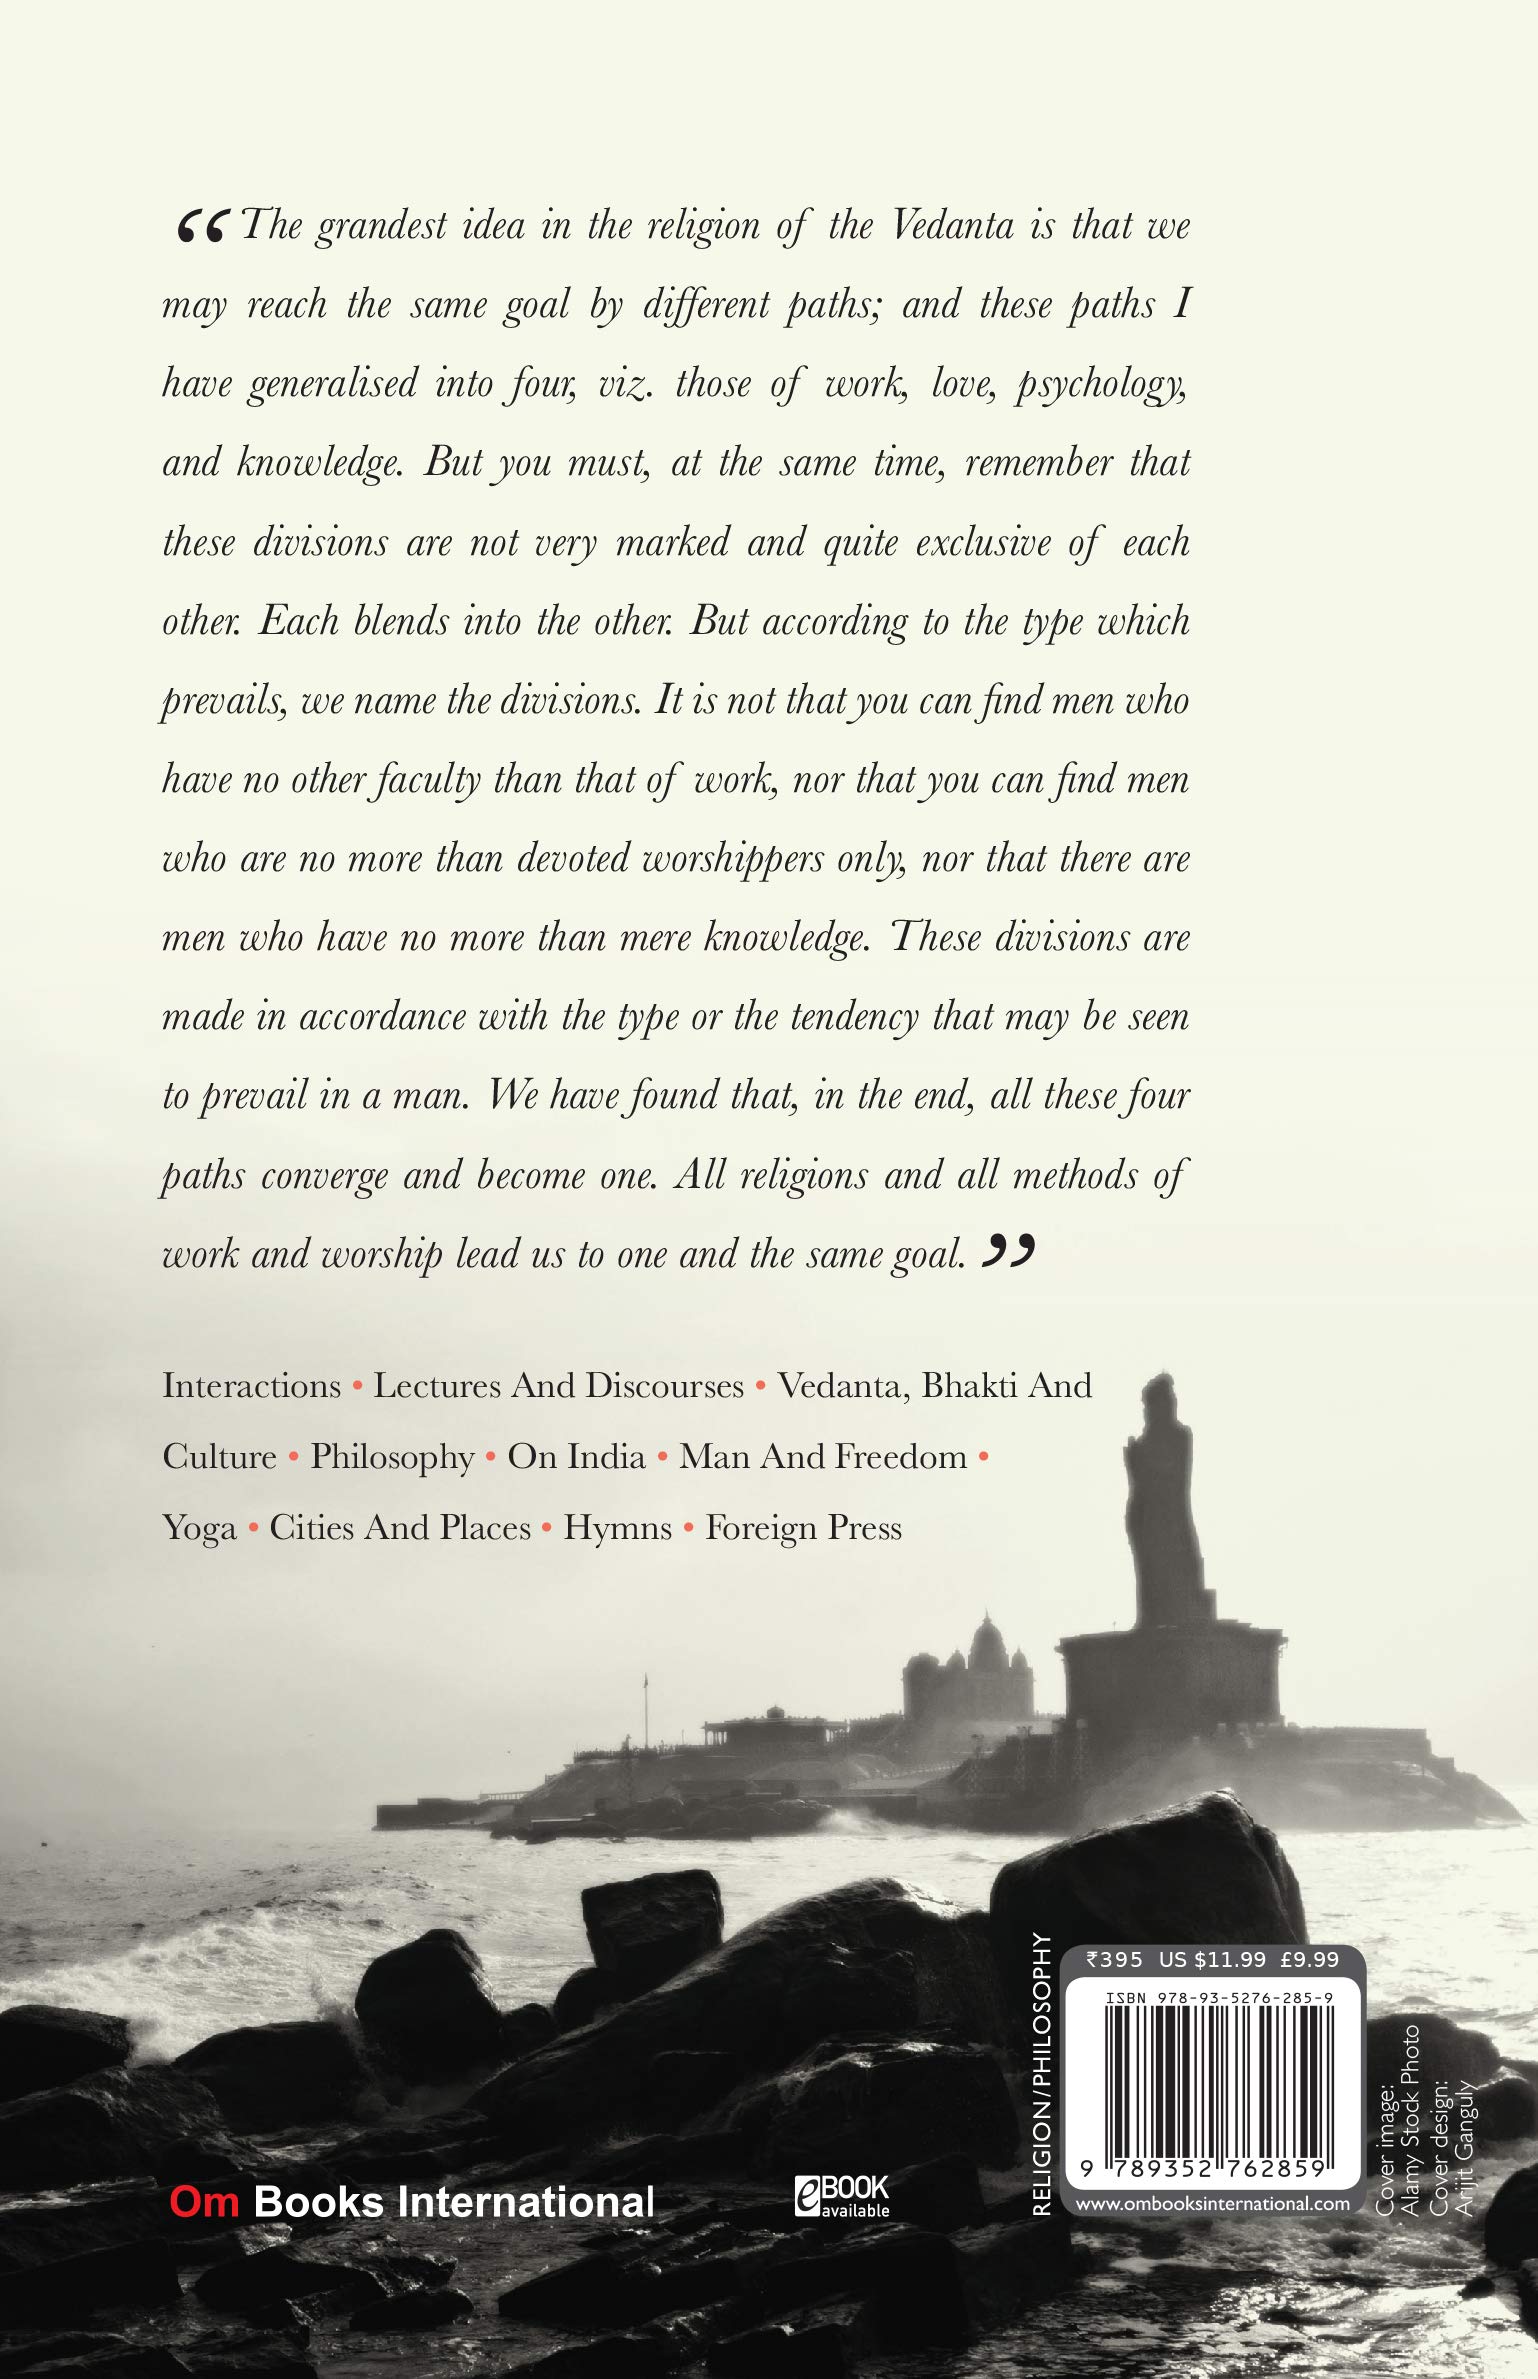 “The grandest idea in the religion of the Vedanta is that we
may reach the same goal by different paths; and these paths I
have generalised into four, viz. those of work, love, psychology,
and knowledge. But you must, at the same time, remember that
these divisions are not very marked and quite exclusive of each
other. Each blends into the other. But according to the type which
prevails, we name the divisions. It is not that you can find men who
have no other faculty than that of work, nor that you can find men
who are no more than devoted worshippers only, nor that there are
men who have no more than mere knowledge. These divisions are
made in accordance with the type or the tendency that may be seen
to prevail in a man. We have found that, in the end, all these four
paths converge and become one. All religions and all methods of
work and worship lead us to one and the same goal.”
Interactions • Lectures And Discourses • Vedanta, Bhakti And
Culture • Philosophy • On India • Man And Freedom •
Yoga • Cities And Places • Hymns • Foreign Press
Om Books International
eBOOK
available
RELIGION/PHILOSOPHY
₹395 US $11.99 £9.99
ISBN 978-93-5276-285-9
9 789352 762859
www.ombooksinternational.com
Cover image:
Alamy Stock Photo
Cover design:
Arijit Ganguly